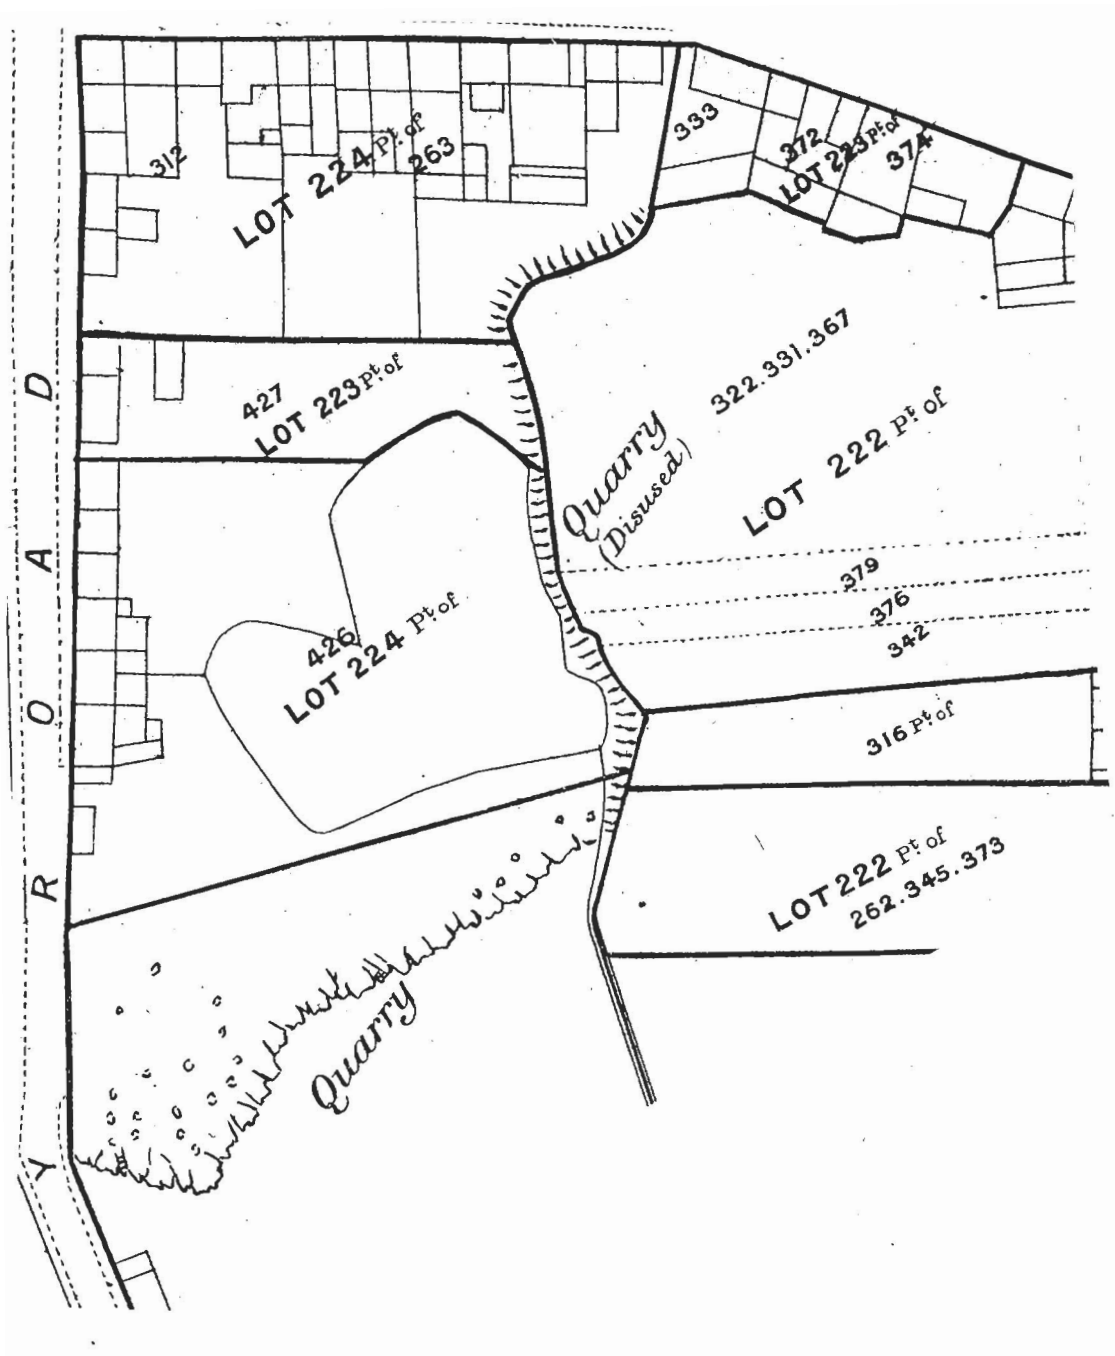 312
LOT 224 Pt of
263
333
372
LOT 223 Pt of
374
427
LOT 223 Pt of
322.331.367
Quarry
(Disused)
LOT 222 Pt of
379
376
342
426
LOT 224 Pt of
316 Pt of
LOT 222 Pt of
262.345.373
Quarry
Y ROAD